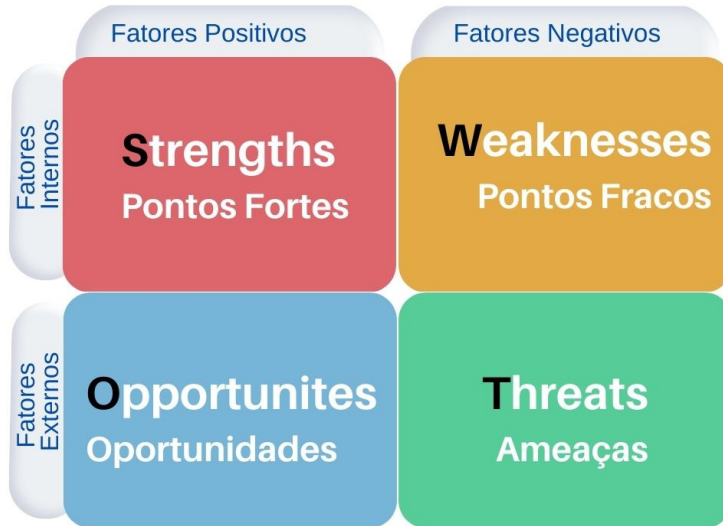 Fatores Positivos
Fatores Negativos
Fatores
Internos
Strengths
Pontos Fortes
Weaknesses
Pontos Fracos
Fatores
Externos
Opportunites
Oportunidades
Threats
Ameaças